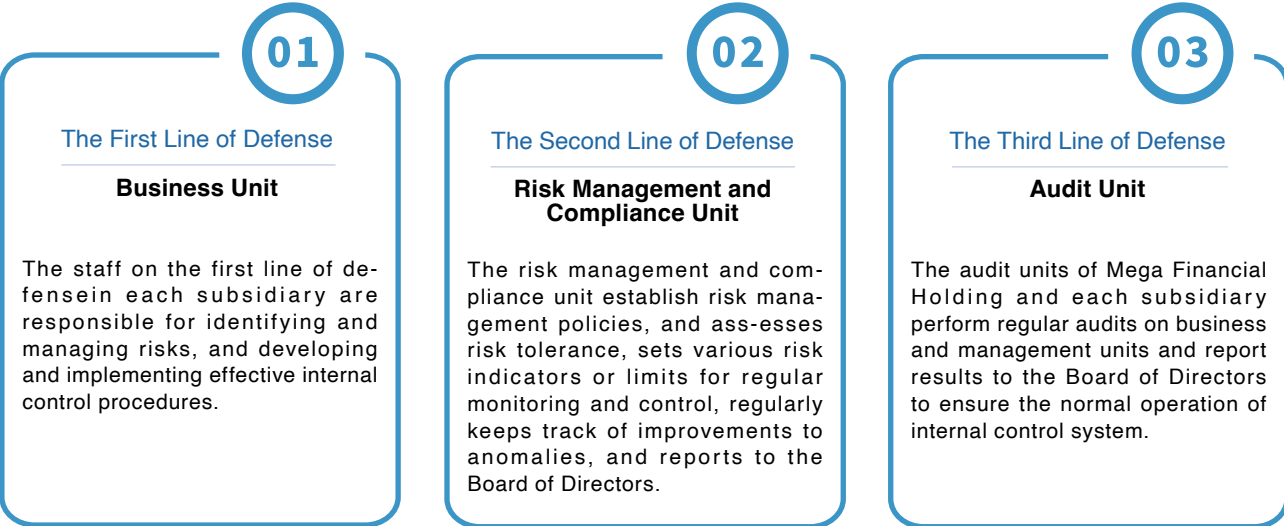 01
The First Line of Defense
Business Unit
The staff on the first line of de-
fensein each subsidiary are
responsible for identifying and
managing risks, and developing
and implementing effective internal
control procedures.
02
The Second Line of Defense
Risk Management and
Compliance Unit
The risk management and com-
pliance unit establish risk mana-
gement policies, and ass-esses
risk tolerance, sets various risk
indicators or limits for regular
monitoring and control, regularly
keeps track of improvements to
anomalies, and reports to the
Board of Directors.
03
The Third Line of Defense
Audit Unit
The audit units of Mega Financial
Holding and each subsidiary
perform regular audits on business
and management units and report
results to the Board of Directors
to ensure the normal operation of
internal control system.